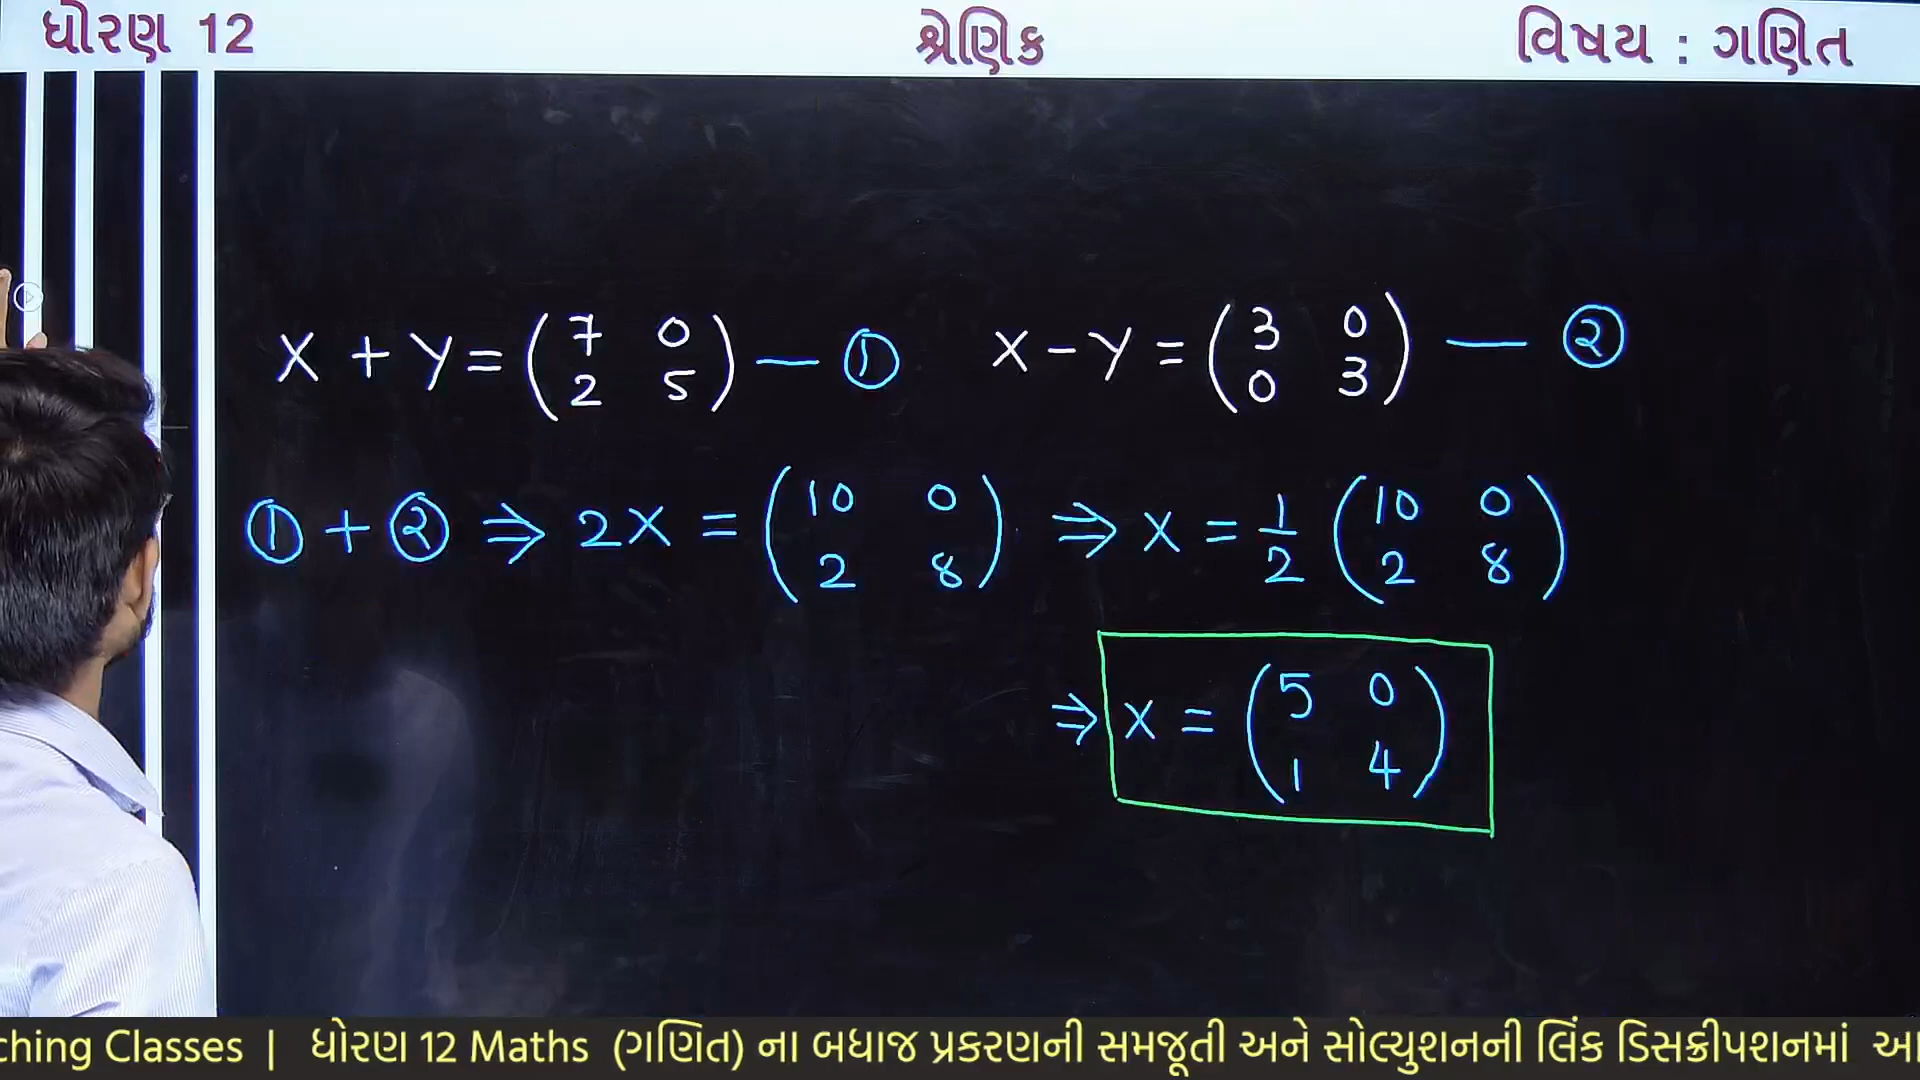 ધોરણ 12 શ્રેણિક વિષય : ગણિત
X + Y = (7 0 2 5) — ① X - Y = (3 0 0 3) — ②
① + ② ⇒ 2X = (10 0 2 8) ⇒ X = 1/2 (10 0 2 8)
⇒ X = (5 0 1 4)
ching Classes | ધોરણ 12 Maths (ગણિત) ના બધાજ પ્રકરણની સમજૂતી અને સોલ્યુશનની લિંક ડિસક્રીપશનમાં આ